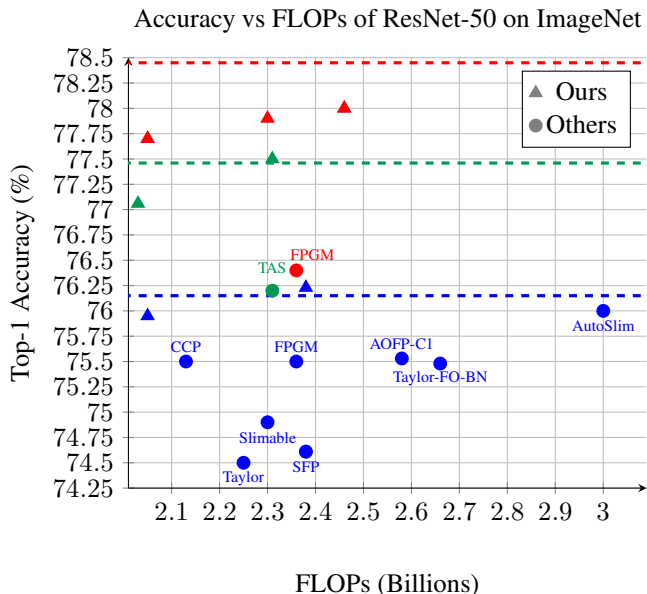 Accuracy vs FLOPs of ResNet-50 on ImageNet
78.5
78.25
78
77.75
77.5
77.25
77
76.75
76.5
76.25
76
75.75
75.5
75.25
75
74.75
74.5
74.25
Top-1 Accuracy (%)
Ours
Others
FPGM
TAS
AutoSlim
CCP
FPGM
AOFP-C1
Taylor-FO-BN
Slimable
SFP
Taylor
2.1 2.2 2.3 2.4 2.5 2.6 2.7 2.8 2.9 3
FLOPs (Billions)